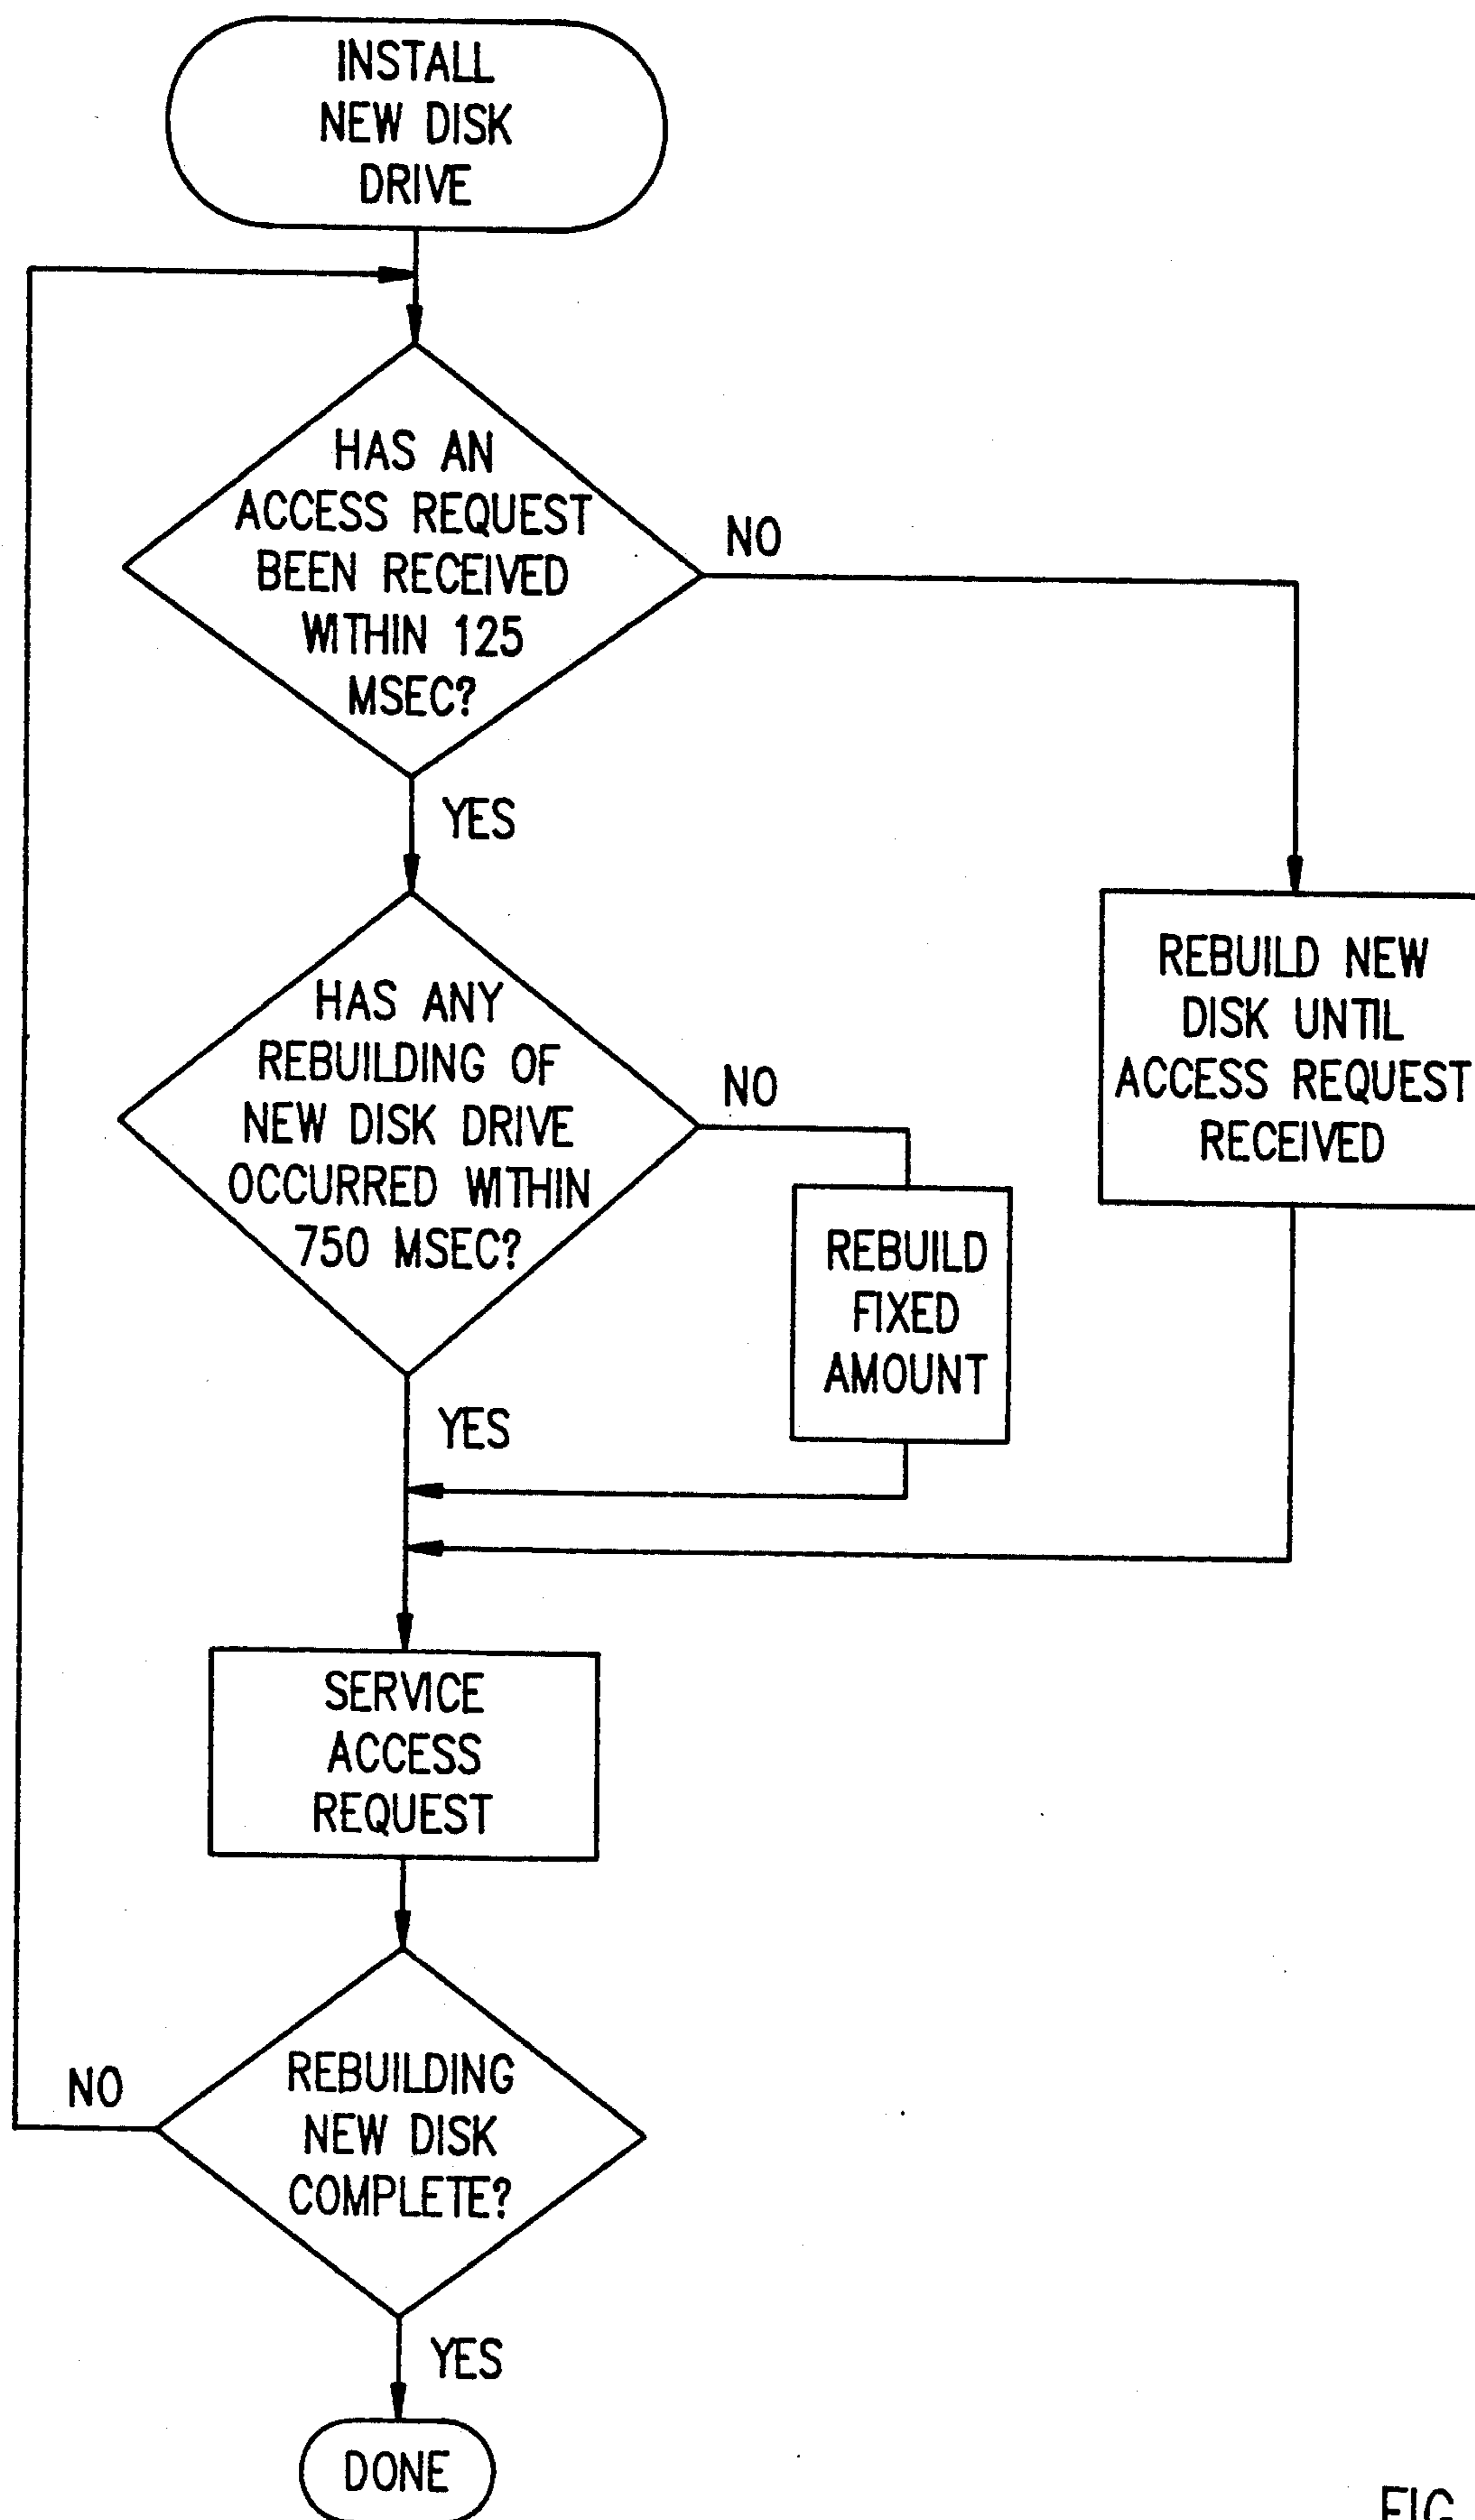 INSTALL
NEW DISK
DRIVE
HAS AN
ACCESS REQUEST
BEEN RECEIVED
WITHIN 125
MSEC?
NO
YES
HAS ANY
REBUILDING OF
NEW DISK DRIVE
OCCURRED WITHIN
750 MSEC?
NO
REBUILD NEW
DISK UNTIL
ACCESS REQUEST
RECEIVED
REBUILD
FIXED
AMOUNT
YES
SERVICE
ACCESS
REQUEST
REBUILDING
NEW DISK
COMPLETE?
NO
YES
DONE
FIG